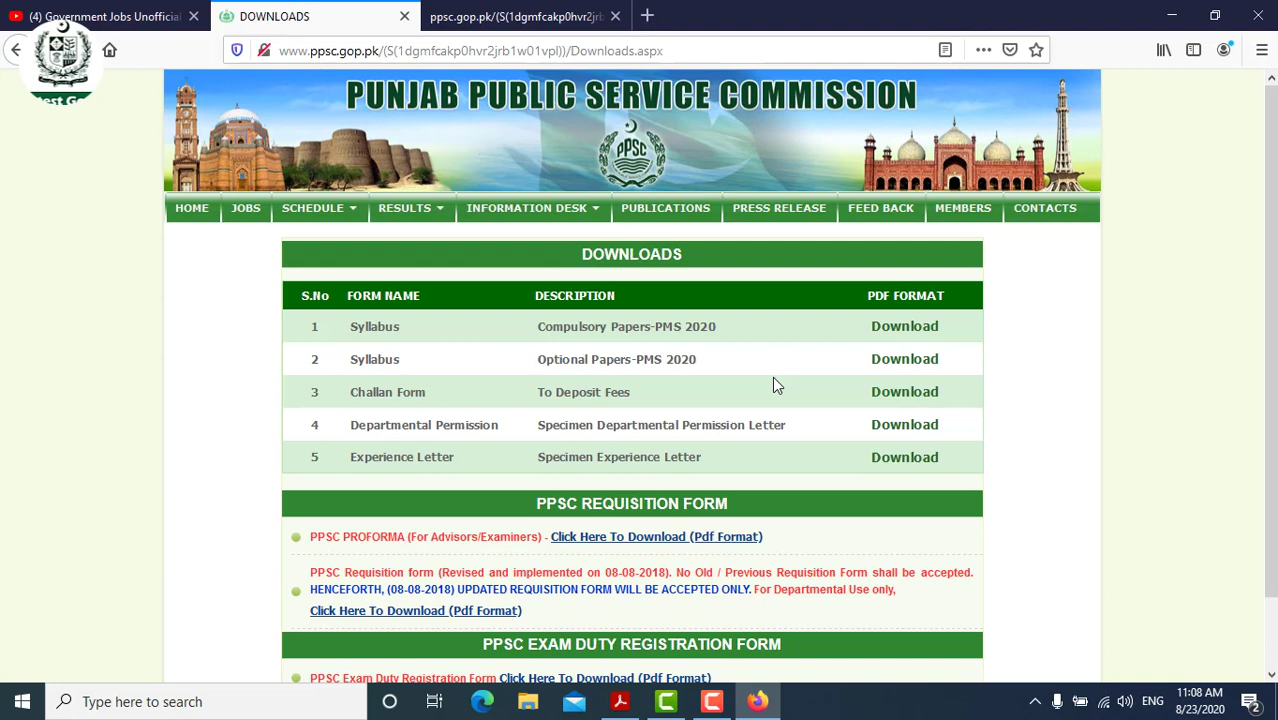 (4) Government Jobs Unofficial
DOWNLOADS
ppsc.gop.pk/(S(1dgmfcakp0hvr2jrb
www.ppsc.gop.pk/(S(1dgmfcakp0hvr2jrb1w01vpl))/Downloads.aspx
PUNJAB PUBLIC SERVICE COMMISSION
PPSC
HOME JOBS SCHEDULE RESULTS INFORMATION DESK PUBLICATIONS PRESS RELEASE FEED BACK MEMBERS CONTACTS
DOWNLOADS
S.No FORM NAME DESCRIPTION PDF FORMAT
1 Syllabus Compulsory Papers-PMS 2020 Download
2 Syllabus Optional Papers-PMS 2020 Download
3 Challan Form To Deposit Fees Download
4 Departmental Permission Specimen Departmental Permission Letter Download
5 Experience Letter Specimen Experience Letter Download
PPSC REQUISITION FORM
PPSC PROFORMA (For Advisors/Examiners) - Click Here To Download (Pdf Format)
PPSC Requisition form (Revised and implemented on 08-08-2018). No Old / Previous Requisition Form shall be accepted.
HENCEFORTH, (08-08-2018) UPDATED REQUISITION FORM WILL BE ACCEPTED ONLY. For Departmental Use only,
Click Here To Download (Pdf Format)
PPSC EXAM DUTY REGISTRATION FORM
PPSC Exam Duty Registration Form Click Here To Download (Pdf Format)
Type here to search
ENG
11:08 AM
8/23/2020
2